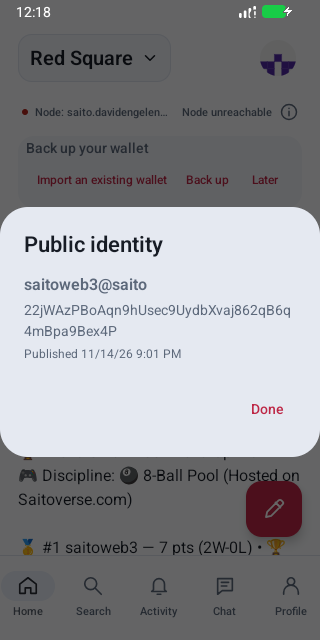 12:18
Red Square
Node: saito.davidengelen... Node unreachable
Back up your wallet
Import an existing wallet Back up Later
Public identity
saitoweb3@saito
22jWAzPBoAqn9hUsec9UydbXvaj862qB6q
4mBpa9Bex4P
Published 11/14/26 9:01 PM
Done
🎮 Discipline: 🎱 8-Ball Pool (Hosted on
Saitoverse.com)
🥇 #1 saitoweb3 — 7 pts (2W-0L) • 🏆
Home Search Activity Chat Profile